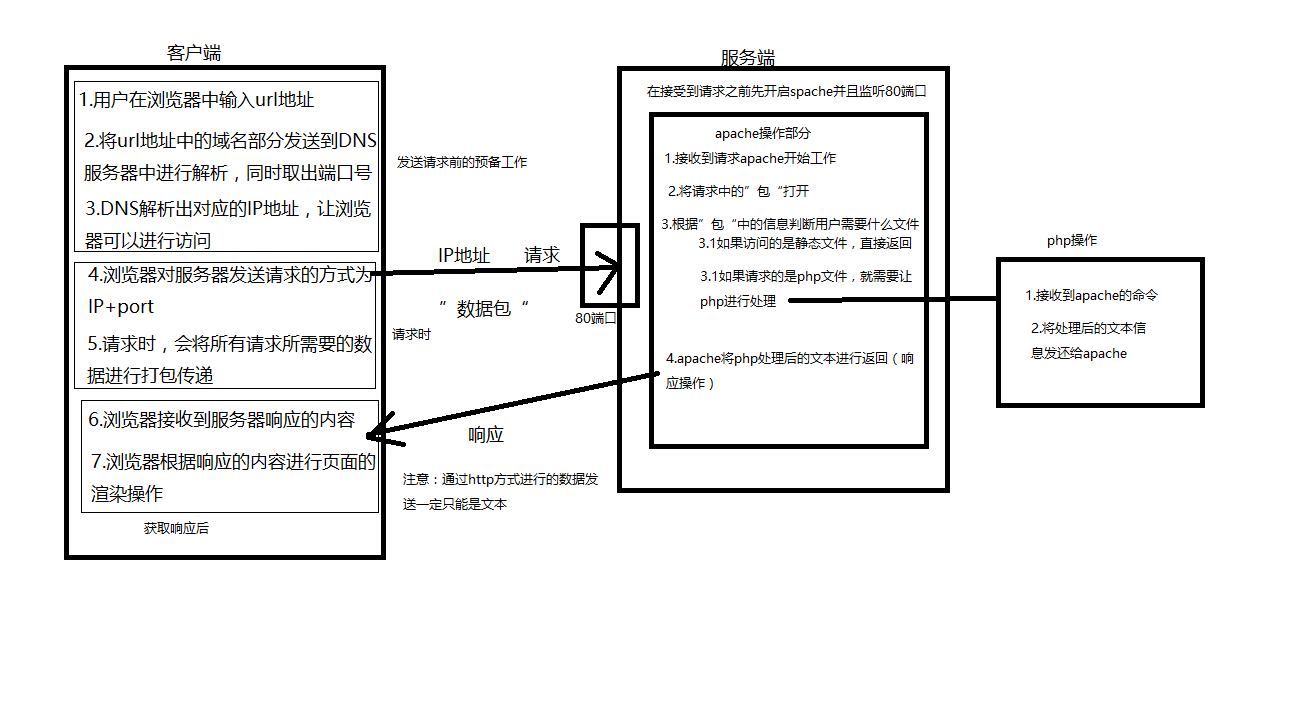 客户端
1.用户在浏览器中输入url地址
2.将url地址中的域名部分发送到DNS
服务器中进行解析，同时取出端口号
3.DNS解析出对应的IP地址，让浏览
器可以进行访问
发送请求前的预备工作
4.浏览器对服务器发送请求的方式为
IP+port
5.请求时，会将所有请求所需要的数
据进行打包传递
请求时
6.浏览器接收到服务器响应的内容
7.浏览器根据响应的内容进行页面的
渲染操作
获取响应后
IP地址 请求
”数据包“
80端口
响应
注意：通过http方式进行的数据发
送一定只能是文本
服务端
在接受到请求之前先开启spache并且监听80端口
apache操作部分
1.接收到请求apache开始工作
2.将请求中的”包“打开
3.根据”包“中的信息判断用户需要什么文件
3.1如果访问的是静态文件，直接返回
3.1如果请求的是php文件，就需要让
php进行处理
4.apache将php处理后的文本进行返回（响
应操作）
php操作
1.接收到apache的命令
2.将处理后的文本信
息发还给apache